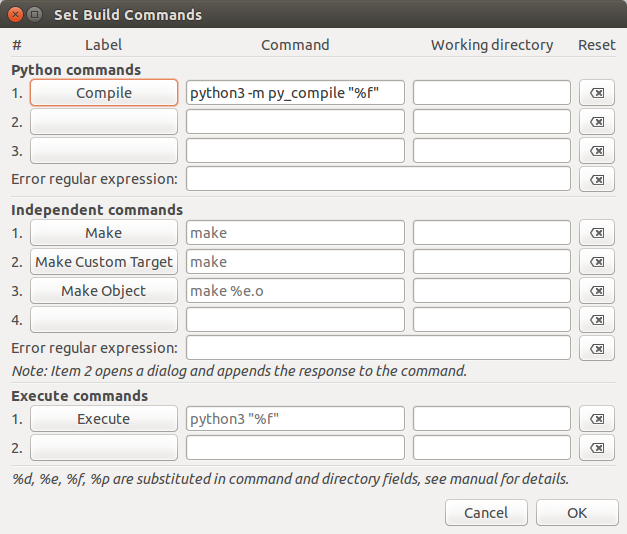 Set Build Commands
# Label Command Working directory Reset
Python commands
1. Compile python3 -m py_compile "%f"
2.
3.
Error regular expression:
Independent commands
1. Make make
2. Make Custom Target make
3. Make Object make %e.o
4.
Error regular expression:
Note: Item 2 opens a dialog and appends the response to the command.
Execute commands
1. Execute python3 "%f"
2.
%d, %e, %f, %p are substituted in command and directory fields, see manual for details.
Cancel OK